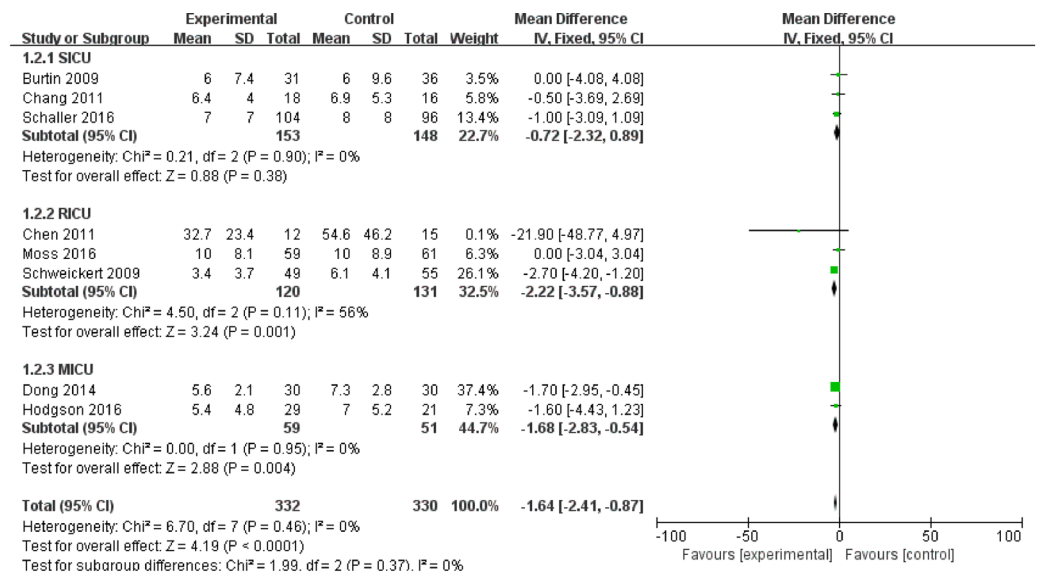 Experimental Control Mean Difference Mean Difference
Study or Subgroup Mean SD Total Mean SD Total Weight IV, Fixed, 95% CI IV, Fixed, 95% CI
1.2.1 SICU
Burtin 2009 6 7.4 31 6 9.6 36 3.5% 0.00 [-4.08, 4.08]
Chang 2011 6.4 4 18 6.9 5.3 16 5.8% -0.50 [-3.69, 2.69]
Schaller 2016 7 7 104 8 8 96 13.4% -1.00 [-3.09, 1.09]
Subtotal (95% CI) 153 148 22.7% -0.72 [-2.32, 0.89]
Heterogeneity: Chi² = 0.21, df = 2 (P = 0.90); I² = 0%
Test for overall effect: Z = 0.88 (P = 0.38)
1.2.2 RICU
Chen 2011 32.7 23.4 12 54.6 46.2 15 0.1% -21.90 [-48.77, 4.97]
Moss 2016 10 8.1 59 10 8.9 61 6.3% 0.00 [-3.04, 3.04]
Schweickert 2009 3.4 3.7 49 6.1 4.1 55 26.1% -2.70 [-4.20, -1.20]
Subtotal (95% CI) 120 131 32.5% -2.22 [-3.57, -0.88]
Heterogeneity: Chi² = 4.50, df = 2 (P = 0.11); I² = 56%
Test for overall effect: Z = 3.24 (P = 0.001)
1.2.3 MICU
Dong 2014 5.6 2.1 30 7.3 2.8 30 37.4% -1.70 [-2.95, -0.45]
Hodgson 2016 5.4 4.8 29 7 5.2 21 7.3% -1.60 [-4.43, 1.23]
Subtotal (95% CI) 59 51 44.7% -1.68 [-2.83, -0.54]
Heterogeneity: Chi² = 0.00, df = 1 (P = 0.95); I² = 0%
Test for overall effect: Z = 2.88 (P = 0.004)
Total (95% CI) 332 330 100.0% -1.64 [-2.41, -0.87]
Heterogeneity: Chi² = 6.70, df = 7 (P = 0.46); I² = 0%
Test for overall effect: Z = 4.19 (P < 0.0001)
Test for subgroup differences: Chi² = 1.99, df = 2 (P = 0.37), I² = 0%
-100 -50 0 50 100
Favours [experimental] Favours [control]